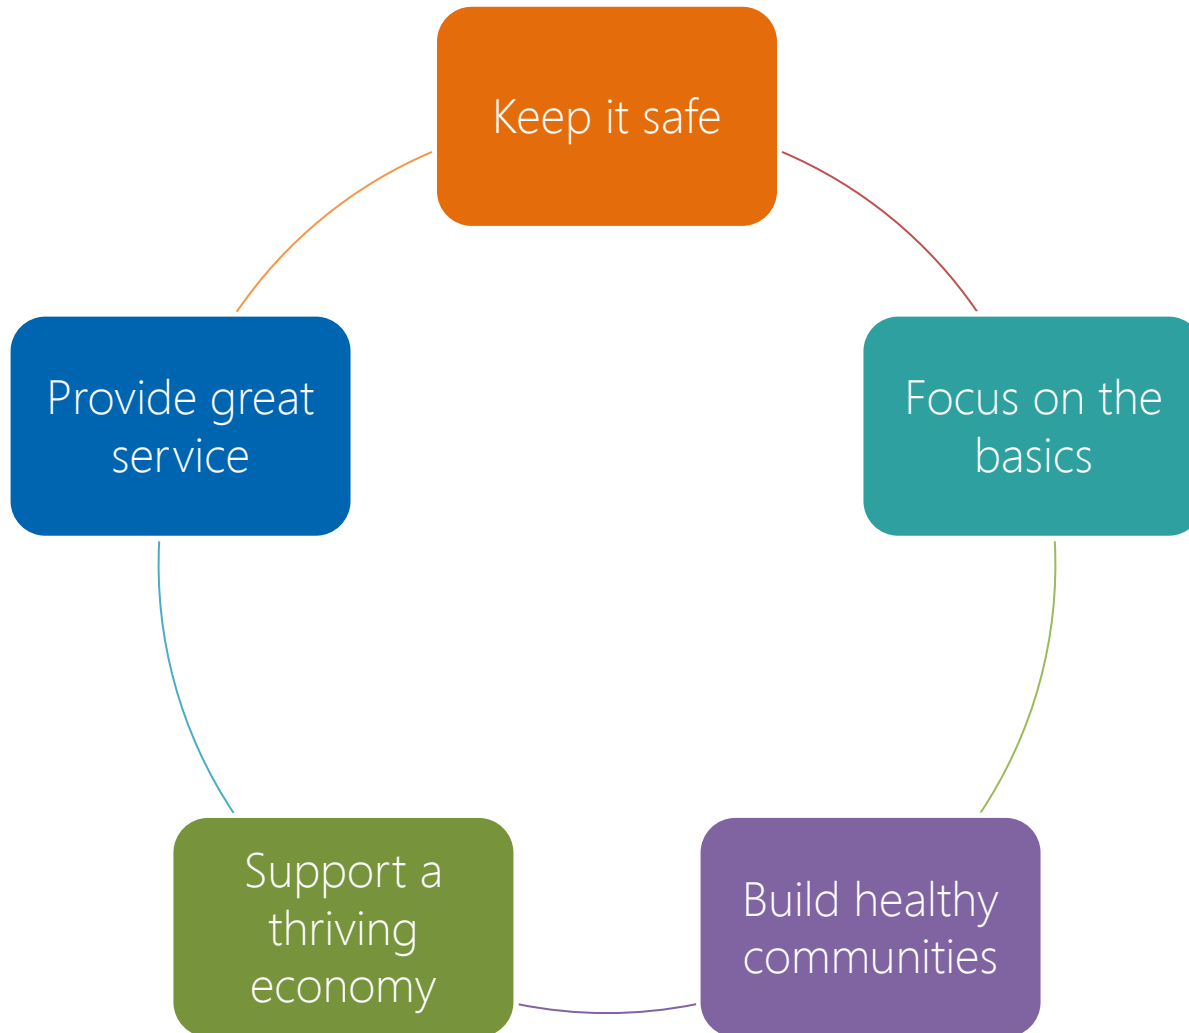 Keep it safe
Focus on the
basics
Build healthy
communities
Support a
thriving
economy
Provide great
service